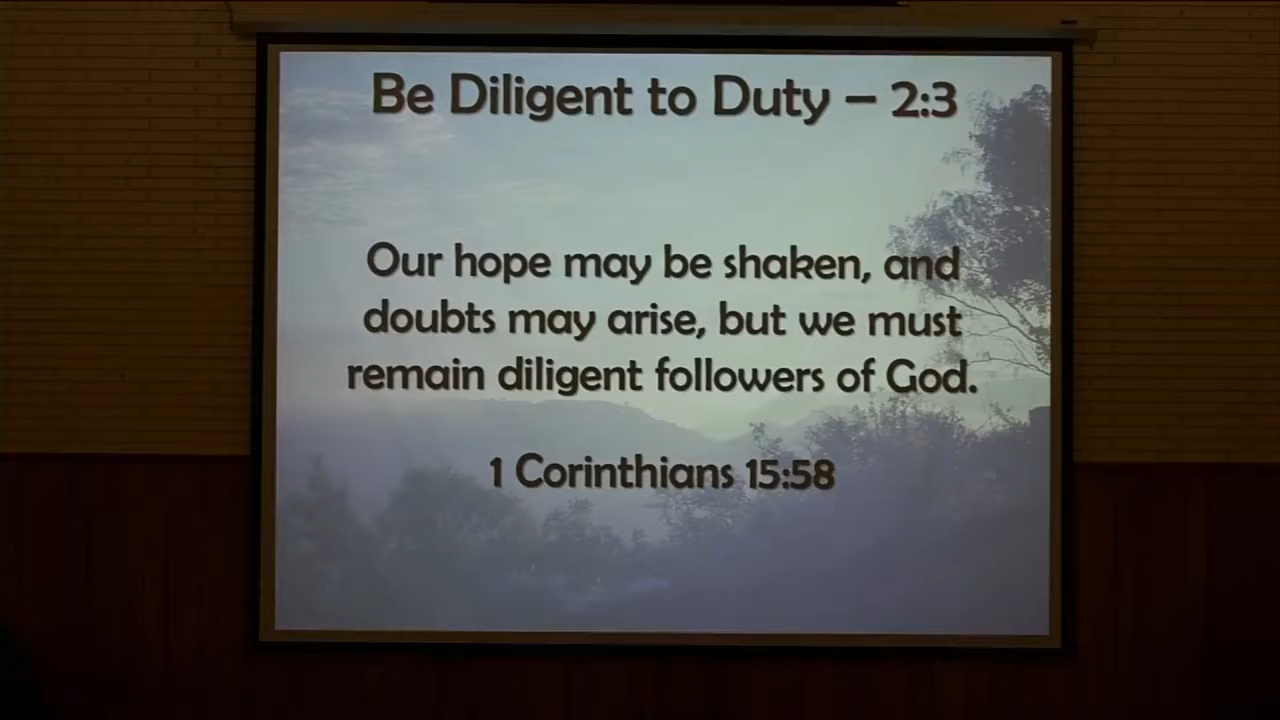 Be Diligent to Duty – 2:3
Our hope may be shaken, and
doubts may arise, but we must
remain diligent followers of God.
1 Corinthians 15:58